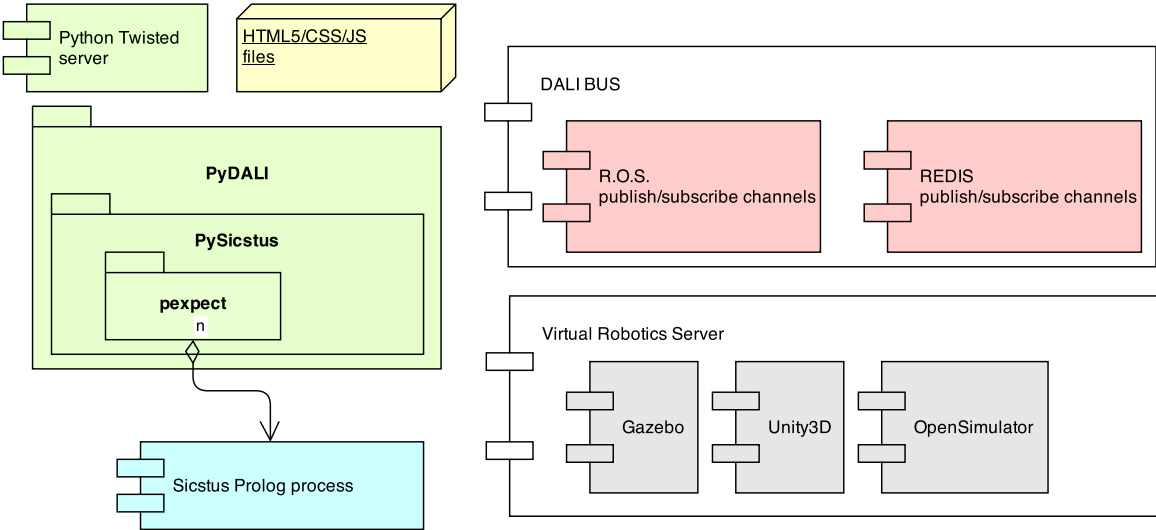 Python Twisted
server
HTML5/CSS/JS
files
PyDALI
PySicstus
pexpect
n
Sicstus Prolog process
DALI BUS
R.O.S.
publish/subscribe channels
REDIS
publish/subscribe channels
Virtual Robotics Server
Gazebo
Unity3D
OpenSimulator